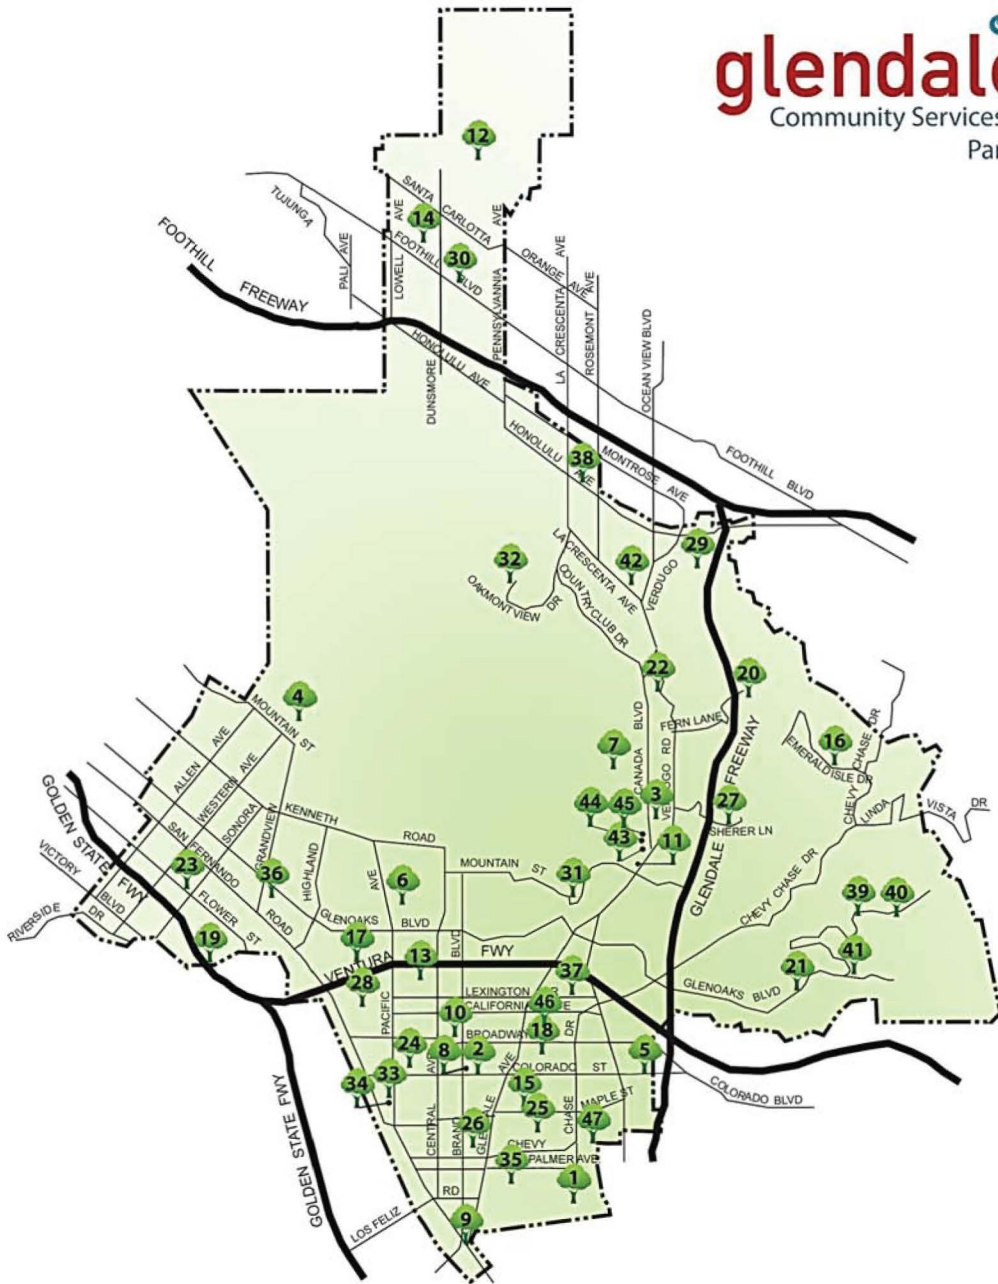 glendale
Community Services
Par
12
TUJUNGA
SANTA CARLOTTA
AVE
14
FOOTHILL FREEWAY
PALI AVE
LOWELL
FOOTHILL BLVD
30
PENNSYLVANNIA AVE
ORANGE AVE
LA CRESCENTA AVE
ROSEMONT AVE
OCEAN VIEW BLVD
HONOLULU AVE
DUNSMORE
HONOLULU AVE
38
MONTROSE AVE
FOOTHILL BLVD
32
LA CRESCENTA AVE
42
29
VERDUGO
OAKMONTVIEW DR
COUNTRY CLUB DR
4
22
20
MOUNTAIN ST
FERN LANE
7
CANADA BLVD
VERDUGO RD
16
EMERALD ISLE DR
CHEVY CHASE DR
ALLEN AVE
WESTERN AVE
SONORA
GRANDVIEW
KENNETH ROAD
44
45
3
27
SHERER LN
LINDA VISTA DR
GOLDEN STATE FWY
SAN FERNANDO ROAD
HIGHLAND
43
11
GLENDALE FREEWAY
VICTORY BLVD
RIVERSIDE DR
23
FLOWER ST
36
AVE
6
MOUNTAIN ST
31
CHEVY CHASE DR
39
40
GLENOAKS BLVD
BLVD
19
17
13
VENTURA FWY
37
41
21
GLENOAKS BLVD
28
PACIFIC
LEXINGTON DR
CALIFORNIA AVE
46
10
18
DR
24
8
BROADWAY
2
5
AVE
COLORADO ST
COLORADO BLVD
34
33
15
MAPLE ST
25
47
CENTRAL AVE
BRAND
26
GLENDALE AVE
CHASE
CHEVY
35
PALMER AVE
1
GOLDEN STATE FWY
LOS FELIZ RD
9